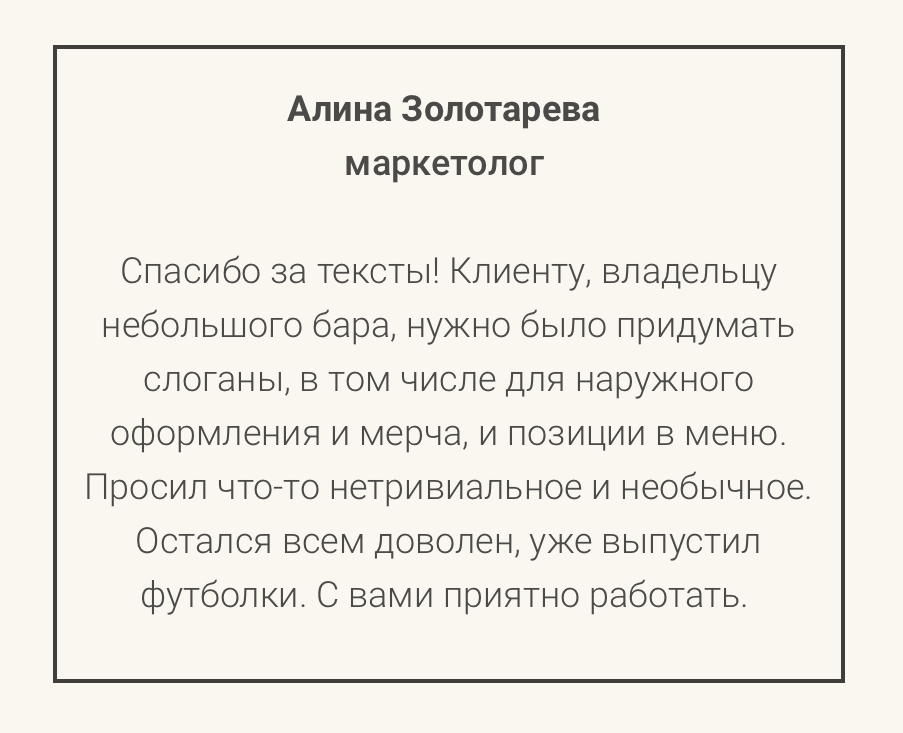 Алина Золотарева
маркетолог
Спасибо за тексты! Клиенту, владельцу
небольшого бара, нужно было придумать
слоганы, в том числе для наружного
оформления и мерча, и позиции в меню.
Просил что-то нетривиальное и необычное.
Остался всем доволен, уже выпустил
футболки. С вами приятно работать.